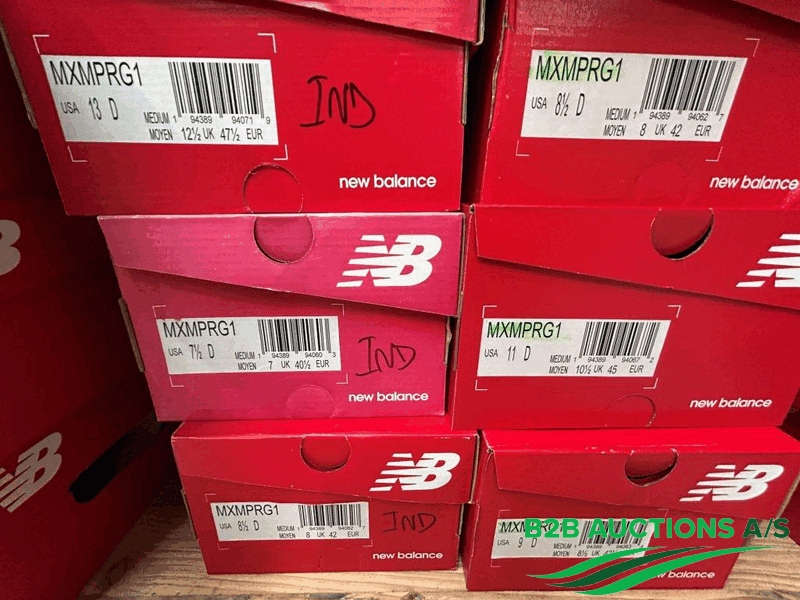 MXMPRG1
USA 13 D
MEDIUM 1 94389 94071 9
MOYEN 12½ UK 47½ EUR
IND
new balance
MXMPRG1
USA 8½ D
MEDIUM 1 94389 94062 7
MOYEN 8 UK 42 EUR
new balance
NB
MXMPRG1
USA 7½ D
MEDIUM 1 94389 94060 3
MOYEN 7 UK 40½ EUR
IND
new balance
NB
MXMPRG1
USA 11 D
MEDIUM 1 94389 94067 2
MOYEN 10½ UK 45 EUR
new balance
NB
MXMPRG1
USA 8½ D
MEDIUM 1 94389 94062 7
MOYEN 8 UK 42 EUR
IND
new balance
NB
USA 9 D
MOYEN 8½ UK
new balance
NB
B2B AUCTIONS A/S